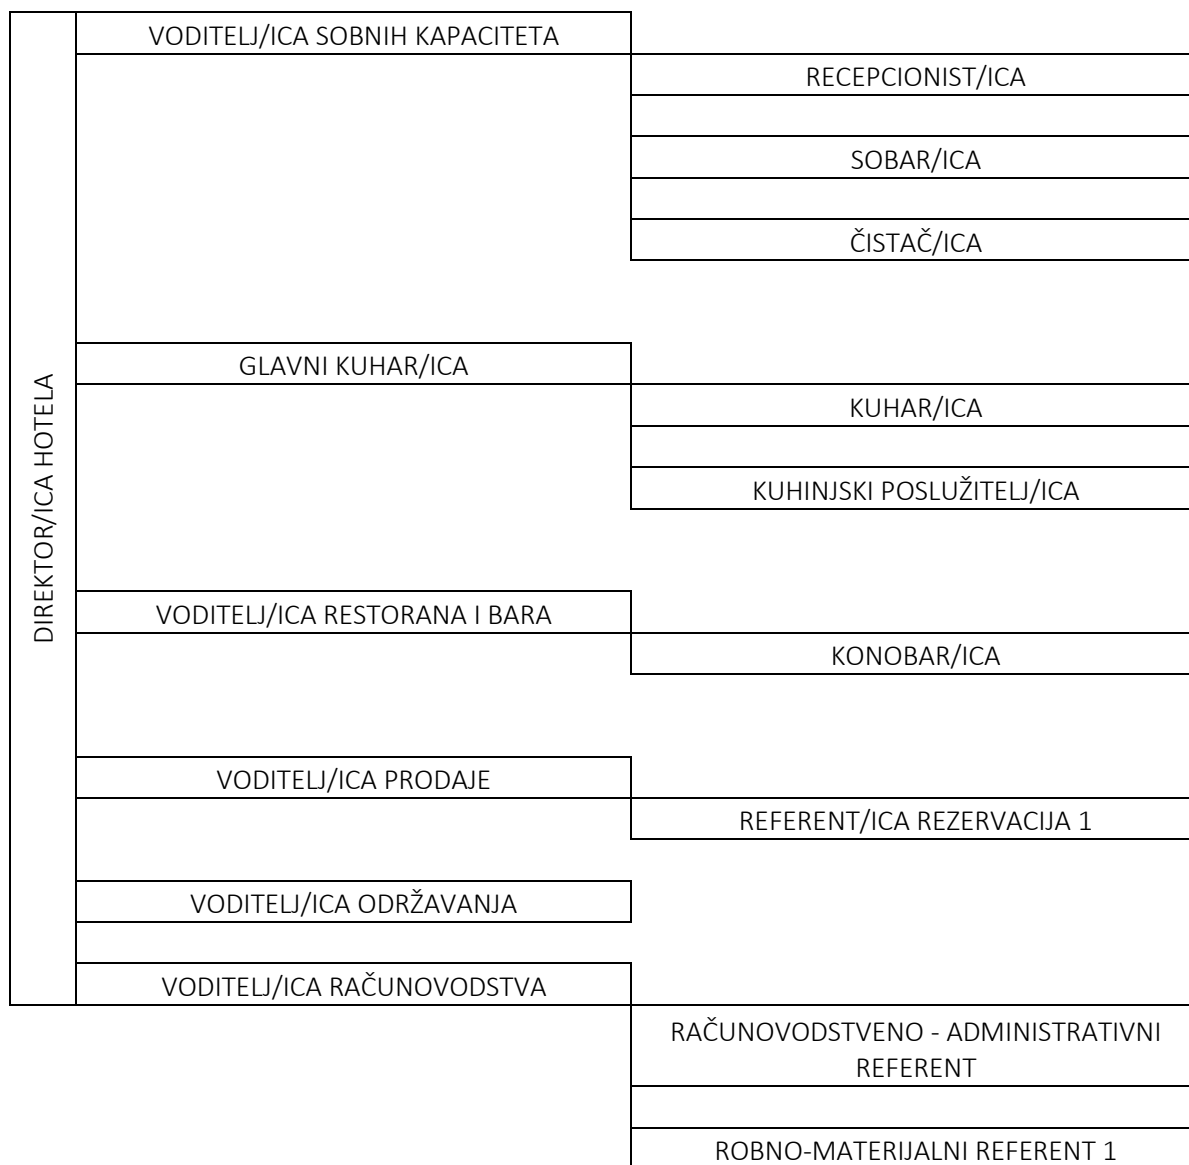 VODITELJ/ICA SOBNIH KAPACITETA
RECEPCIONIST/ICA
SOBAR/ICA
ČISTAČ/ICA
GLAVNI KUHAR/ICA
KUHAR/ICA
KUHINJSKI POSLUŽITELJ/ICA
DIREKTOR/ICA HOTELA
VODITELJ/ICA RESTORANA I BARA
KONOBAR/ICA
VODITELJ/ICA PRODAJE
REFERENT/ICA REZERVACIJA 1
VODITELJ/ICA ODRŽAVANJA
VODITELJ/ICA RAČUNOVODSTVA
RAČUNOVODSTVENO - ADMINISTRATIVNI
REFERENT
ROBNO-MATERIJALNI REFERENT 1